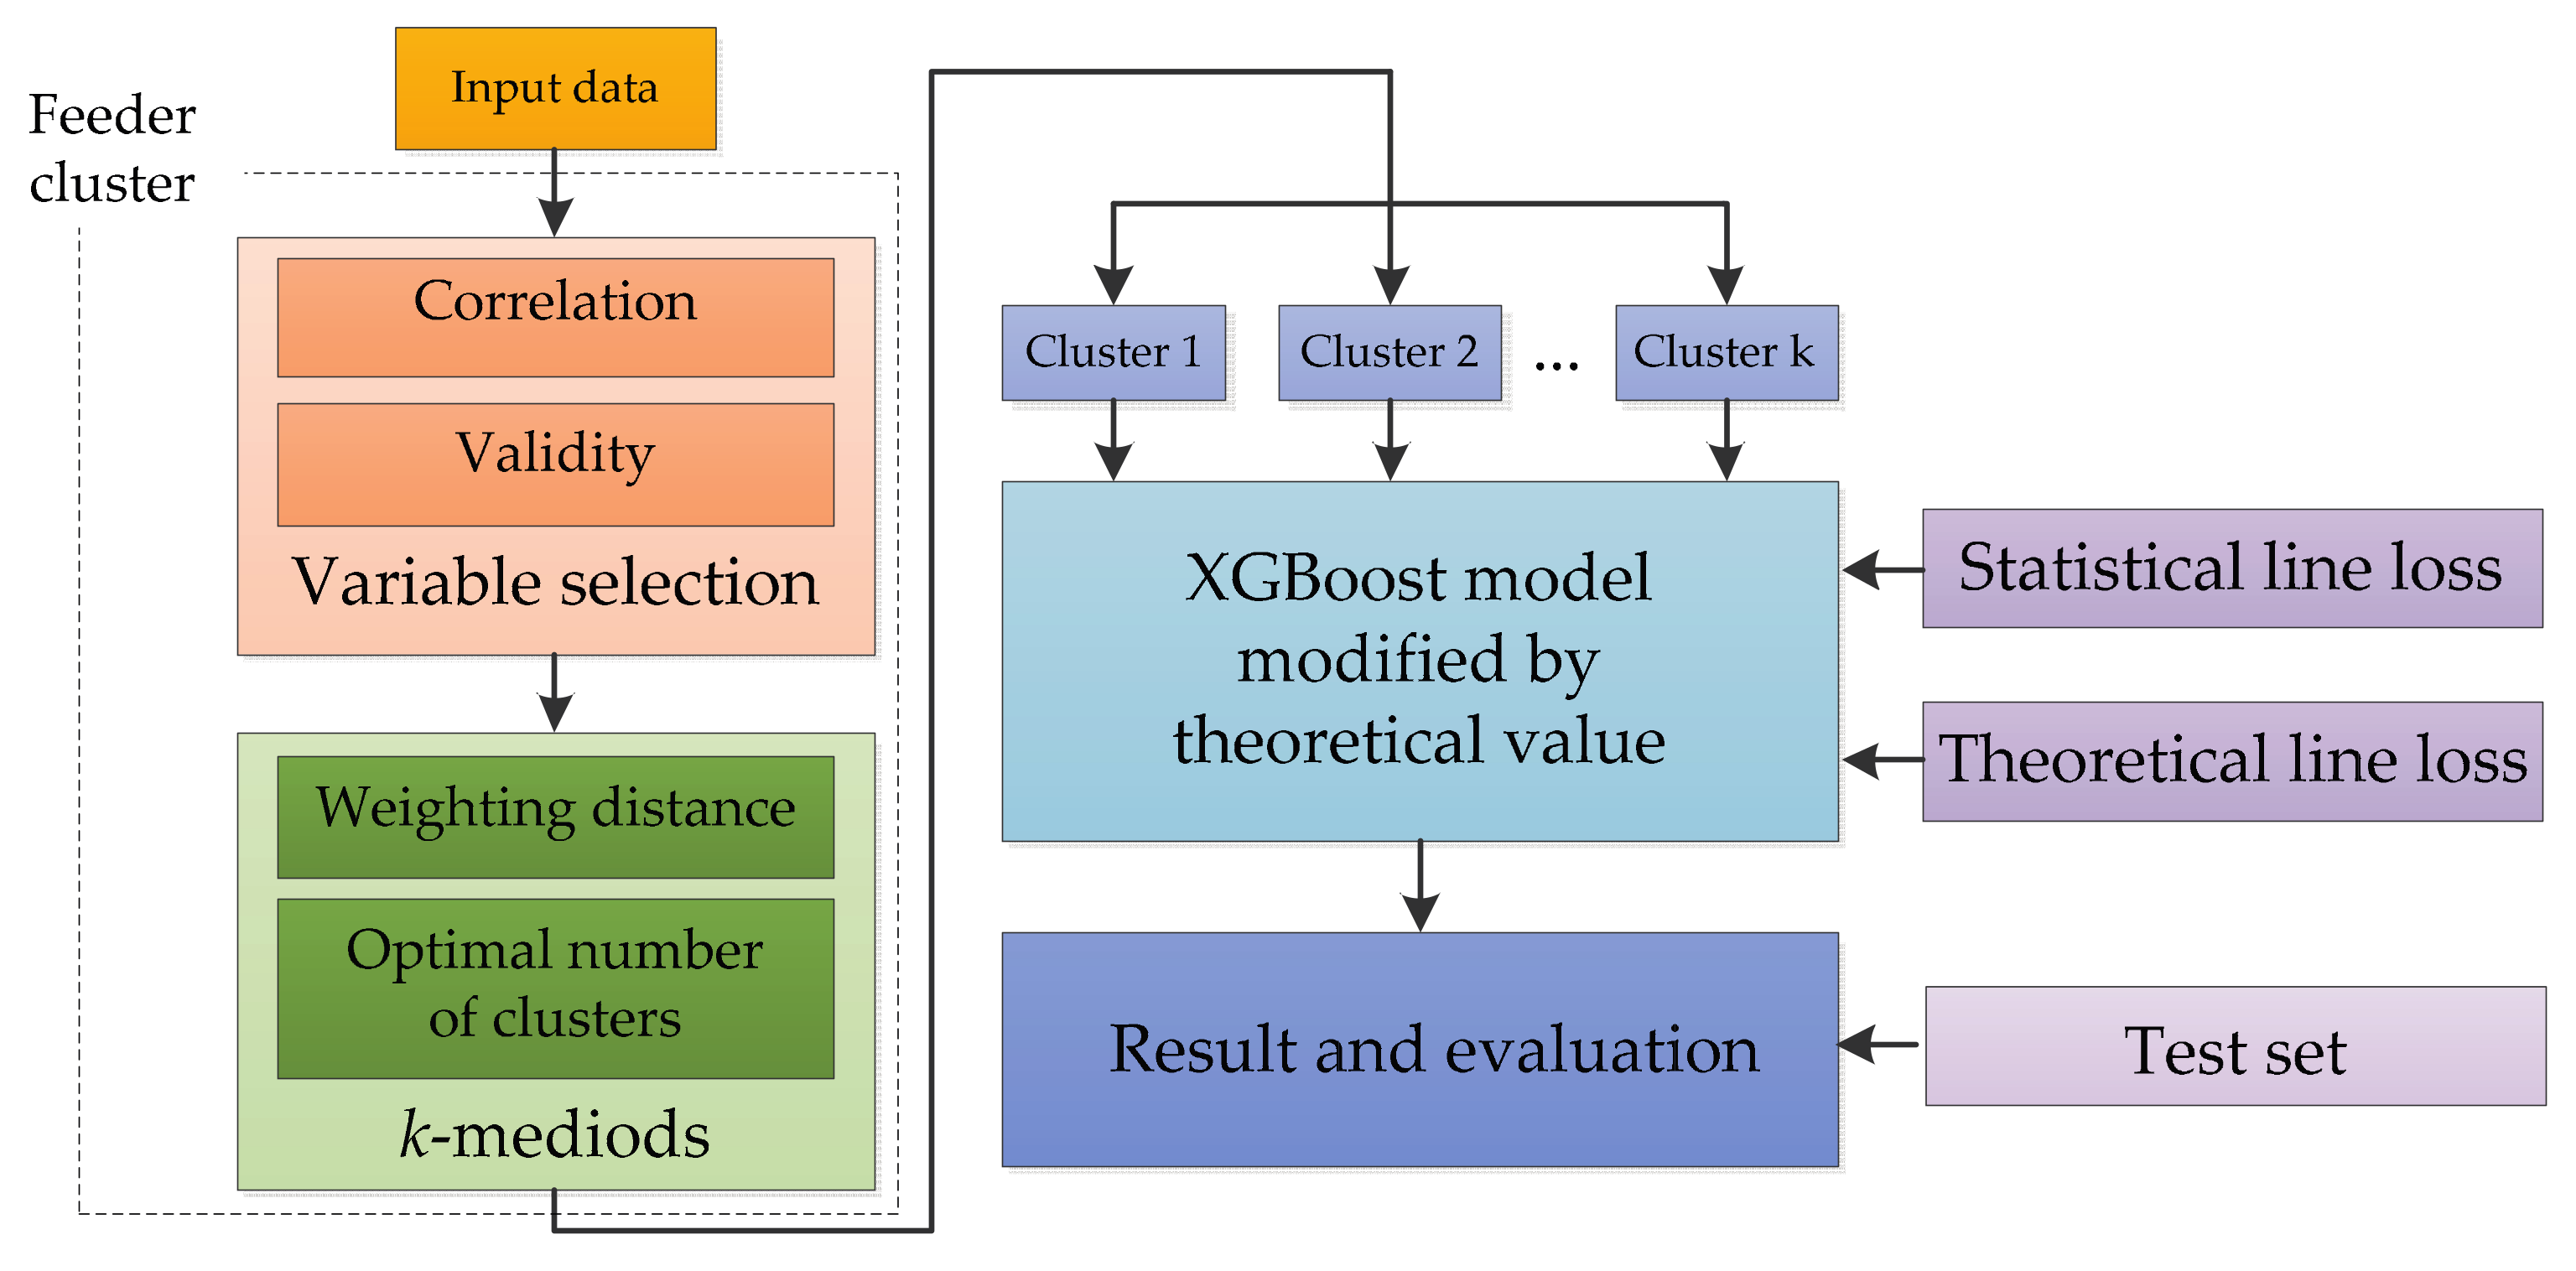 Input data
Feeder
cluster
Correlation
Validity
Variable selection
Weighting distance
Optimal number
of clusters
k-mediods
Cluster 1
Cluster 2
...
Cluster k
XGBoost model
modified by
theoretical value
Statistical line loss
Theoretical line loss
Result and evaluation
Test set